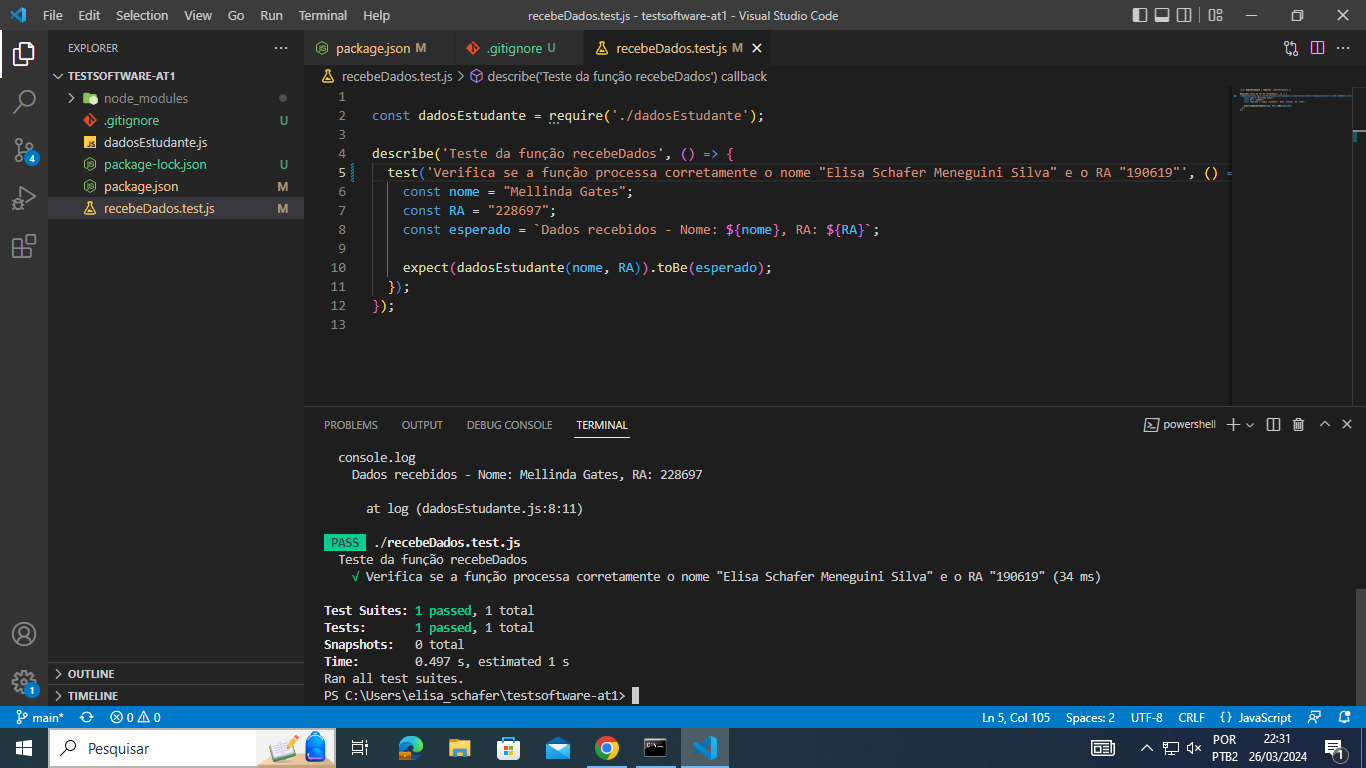 File Edit Selection View Go Run Terminal Help
recebeDados.test.js - testsoftware-at1 - Visual Studio Code
EXPLORER
TESTSOFTWARE-AT1
node_modules
.gitignore U
dadosEstudante.js
package-lock.json U
package.json M
recebeDados.test.js M
4
1
OUTLINE
TIMELINE
package.json M
.gitignore U
recebeDados.test.js M
recebeDados.test.js > describe('Teste da função recebeDados') callback
1
2 const dadosEstudante = require('./dadosEstudante');
3
4 describe('Teste da função recebeDados', () => {
5 test('Verifica se a função processa corretamente o nome "Elisa Schafer Meneguini Silva" e o RA "190619"', () =
6 const nome = "Mellinda Gates";
7 const RA = "228697";
8 const esperado = `Dados recebidos - Nome: ${nome}, RA: ${RA}`;
9
10 expect(dadosEstudante(nome, RA)).toBe(esperado);
11 });
12 });
13
PROBLEMS OUTPUT DEBUG CONSOLE TERMINAL
powershell
console.log
Dados recebidos - Nome: Mellinda Gates, RA: 228697
at log (dadosEstudante.js:8:11)
PASS ./recebeDados.test.js
Teste da função recebeDados
√ Verifica se a função processa corretamente o nome "Elisa Schafer Meneguini Silva" e o RA "190619" (34 ms)
Test Suites: 1 passed, 1 total
Tests: 1 passed, 1 total
Snapshots: 0 total
Time: 0.497 s, estimated 1 s
Ran all test suites.
PS C:\Users\elisa_schafer\testsoftware-at1>
main* 0 0 Ln 5, Col 105 Spaces: 2 UTF-8 CRLF {} JavaScript
Pesquisar
POR
PTB2
22:31
26/03/2024
1